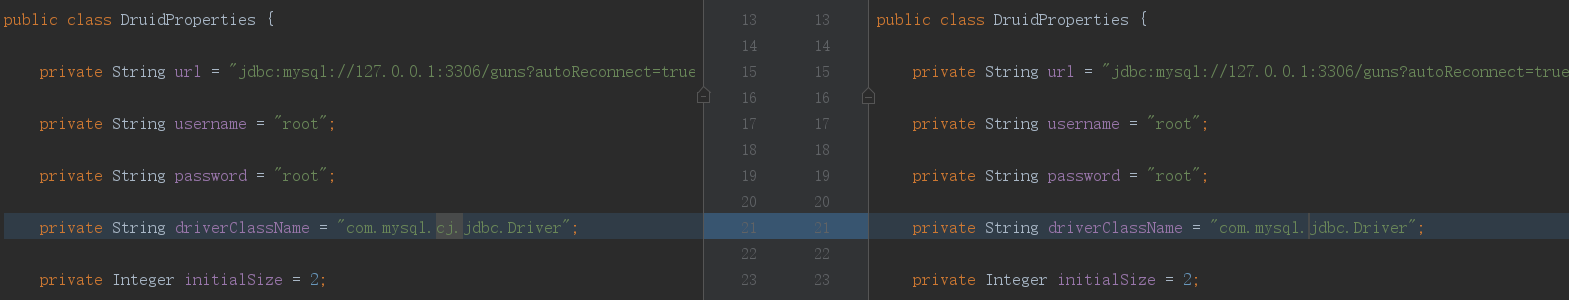 public class DruidProperties {
private String url = "jdbc:mysql://127.0.0.1:3306/guns?autoReconnect=true
private String username = "root";
private String password = "root";
private String driverClassName = "com.mysql.cj.jdbc.Driver";
private Integer initialSize = 2;
13 13
14 14
15 15
16 16
17 17
18 18
19 19
20 20
21 21
22 22
23 23
public class DruidProperties {
private String url = "jdbc:mysql://127.0.0.1:3306/guns?autoReconnect=true
private String username = "root";
private String password = "root";
private String driverClassName = "com.mysql.jdbc.Driver";
private Integer initialSize = 2;